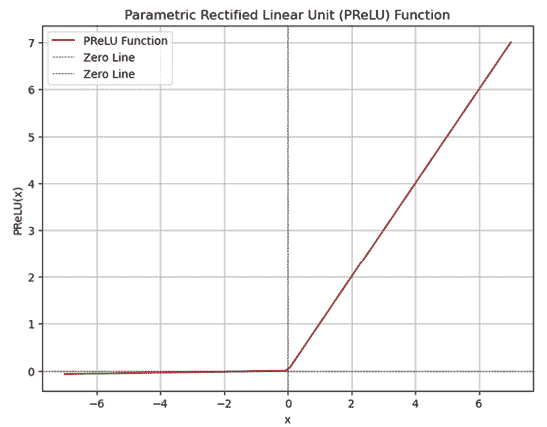 Parametric Rectified Linear Unit (PReLU) Function
PReLU Function
Zero Line
Zero Line
7
6
5
4
3
2
1
0
PReLU(x)
−6 −4 −2 0 2 4 6
x